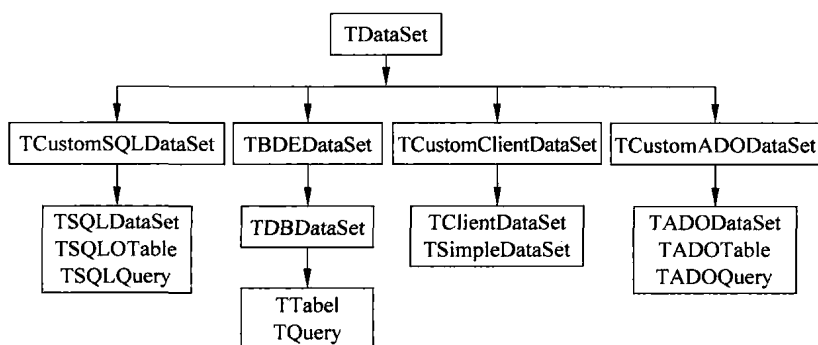 TDataSet
TCustomSQLDataSet
TBDEDataSet
TCustomClientDataSet
TCustomADODataSet
TSQLDataSet
TSQLOTable
TSQLQuery
TDBDataSet
TClientDataSet
TSimpleDataSet
TADODataSet
TADOTable
TADOQuery
TTabel
TQuery